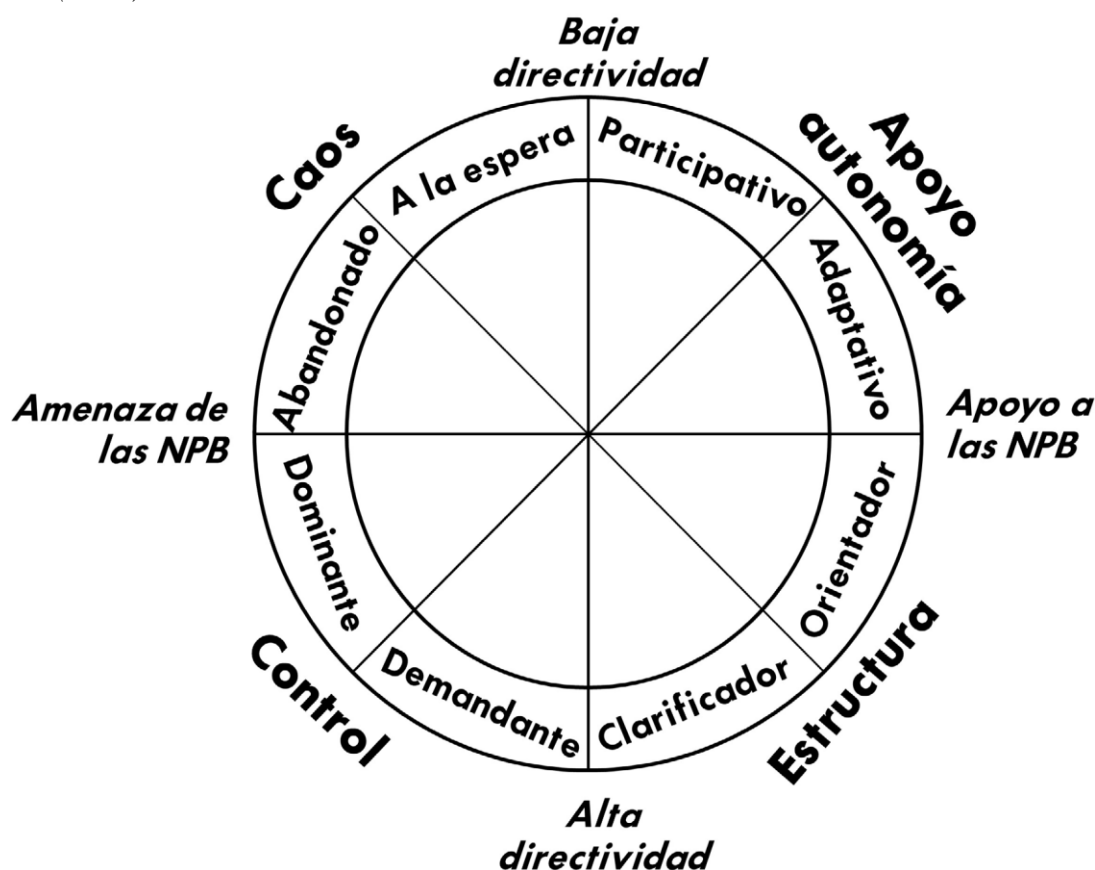 Baja
directividad
Caos
Apoyo
autonomía
A la espera
Participativo
Abandonado
Adaptativo
Amenaza de
las NPB
Apoyo a
las NPB
Dominante
Orientador
Control
Demandante
Clarificador
Estructura
Alta
directividad